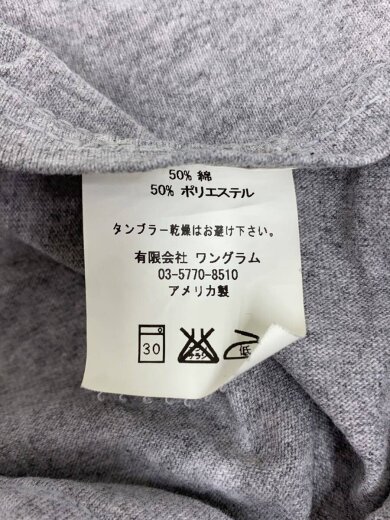 50% 綿
50% ポリエステル
タンブラー乾燥はお避け下さい。
有限会社 ワングラム
03-5770-8510
アメリカ製
30
低